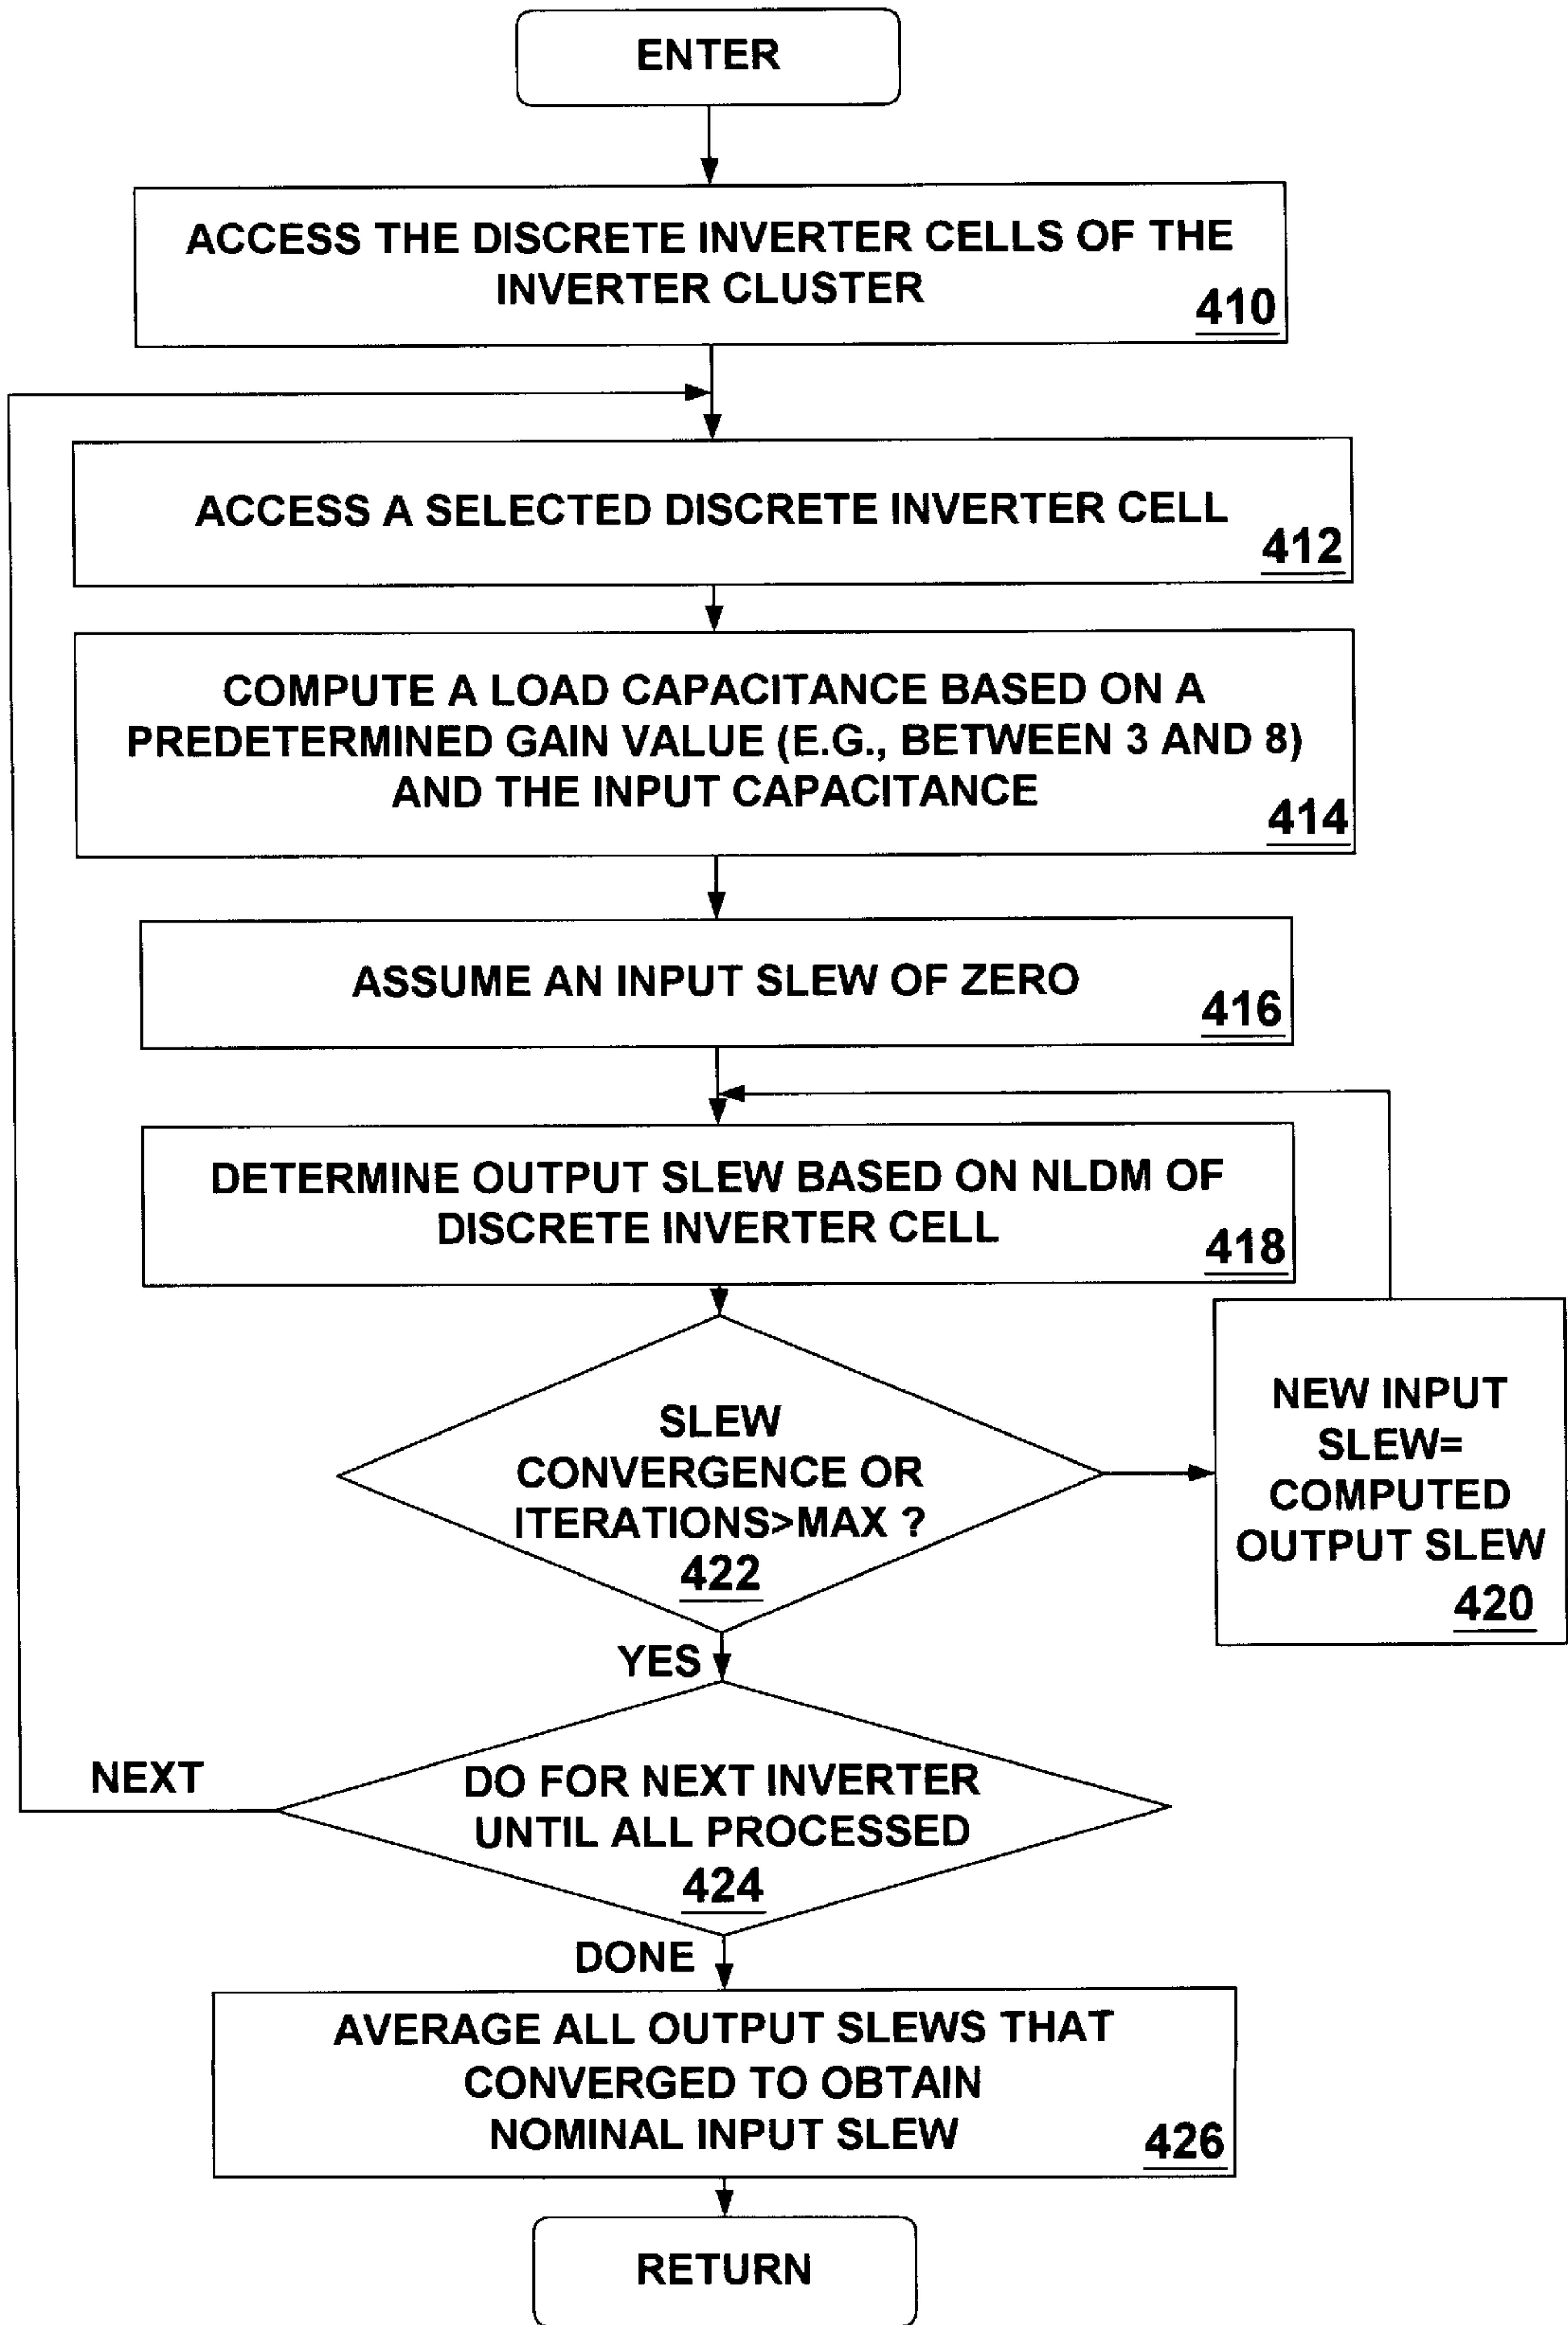 ENTER
ACCESS THE DISCRETE INVERTER CELLS OF THE
INVERTER CLUSTER
410
ACCESS A SELECTED DISCRETE INVERTER CELL
412
COMPUTE A LOAD CAPACITANCE BASED ON A
PREDETERMINED GAIN VALUE (E.G., BETWEEN 3 AND 8)
AND THE INPUT CAPACITANCE
414
ASSUME AN INPUT SLEW OF ZERO
416
DETERMINE OUTPUT SLEW BASED ON NLDM OF
DISCRETE INVERTER CELL
418
SLEW
CONVERGENCE OR
ITERATIONS>MAX ?
422
NEW INPUT
SLEW=
COMPUTED
OUTPUT SLEW
420
YES
NEXT
DO FOR NEXT INVERTER
UNTIL ALL PROCESSED
424
DONE
AVERAGE ALL OUTPUT SLEWS THAT
CONVERGED TO OBTAIN
NOMINAL INPUT SLEW
426
RETURN